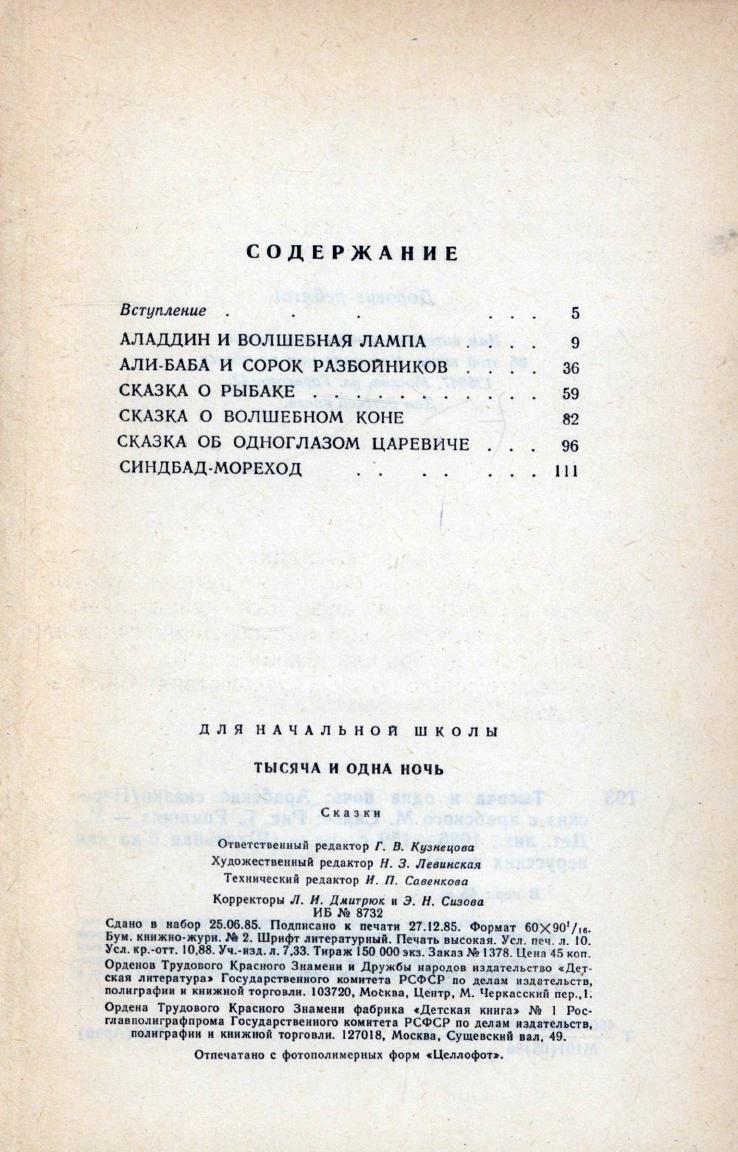 СОДЕРЖАНИЕ
Вступление . . . . . 5
АЛАДДИН И ВОЛШЕБНАЯ ЛАМПА . . . . 9
АЛИ-БАБА И СОРОК РАЗБОЙНИКОВ . . . . 36
СКАЗКА О РЫБАКЕ . . . . . . . . . . 59
СКАЗКА О ВОЛШЕБНОМ КОНЕ 82
СКАЗКА ОБ ОДНОГЛАЗОМ ЦАРЕВИЧЕ . . . 96
СИНДБАД-МОРЕХОД . . . . . . . 111
ДЛЯ НАЧАЛЬНОЙ ШКОЛЫ
ТЫСЯЧА И ОДНА НОЧЬ
Сказки
Ответственный редактор Г. В. Кузнецова
Художественный редактор Н. З. Левинская
Технический редактор И. П. Савенкова
Корректоры Л. И. Дмитрюк и Э. Н. Сизова
ИБ № 8732
Сдано в набор 25.06.85. Подписано к печати 27.12.85. Формат 60×90¹/₁₆.
Бум. книжно-журн. № 2. Шрифт литературный. Печать высокая. Усл. печ. л. 10.
Усл. кр.-отт. 10,88. Уч.-изд. л. 7,33. Тираж 150 000 экз. Заказ № 1378. Цена 45 коп.
Орденов Трудового Красного Знамени и Дружбы народов издательство «Дет-
ская литература» Государственного комитета РСФСР по делам издательств,
полиграфии и книжной торговли. 103720, Москва, Центр, М. Черкасский пер., 1.
Ордена Трудового Красного Знамени фабрика «Детская книга» № 1 Рос-
главполиграфпрома Государственного комитета РСФСР по делам издательств,
полиграфии и книжной торговли. 127018, Москва, Сущевский вал, 49.
Отпечатано с фотополимерных форм «Целлофот».